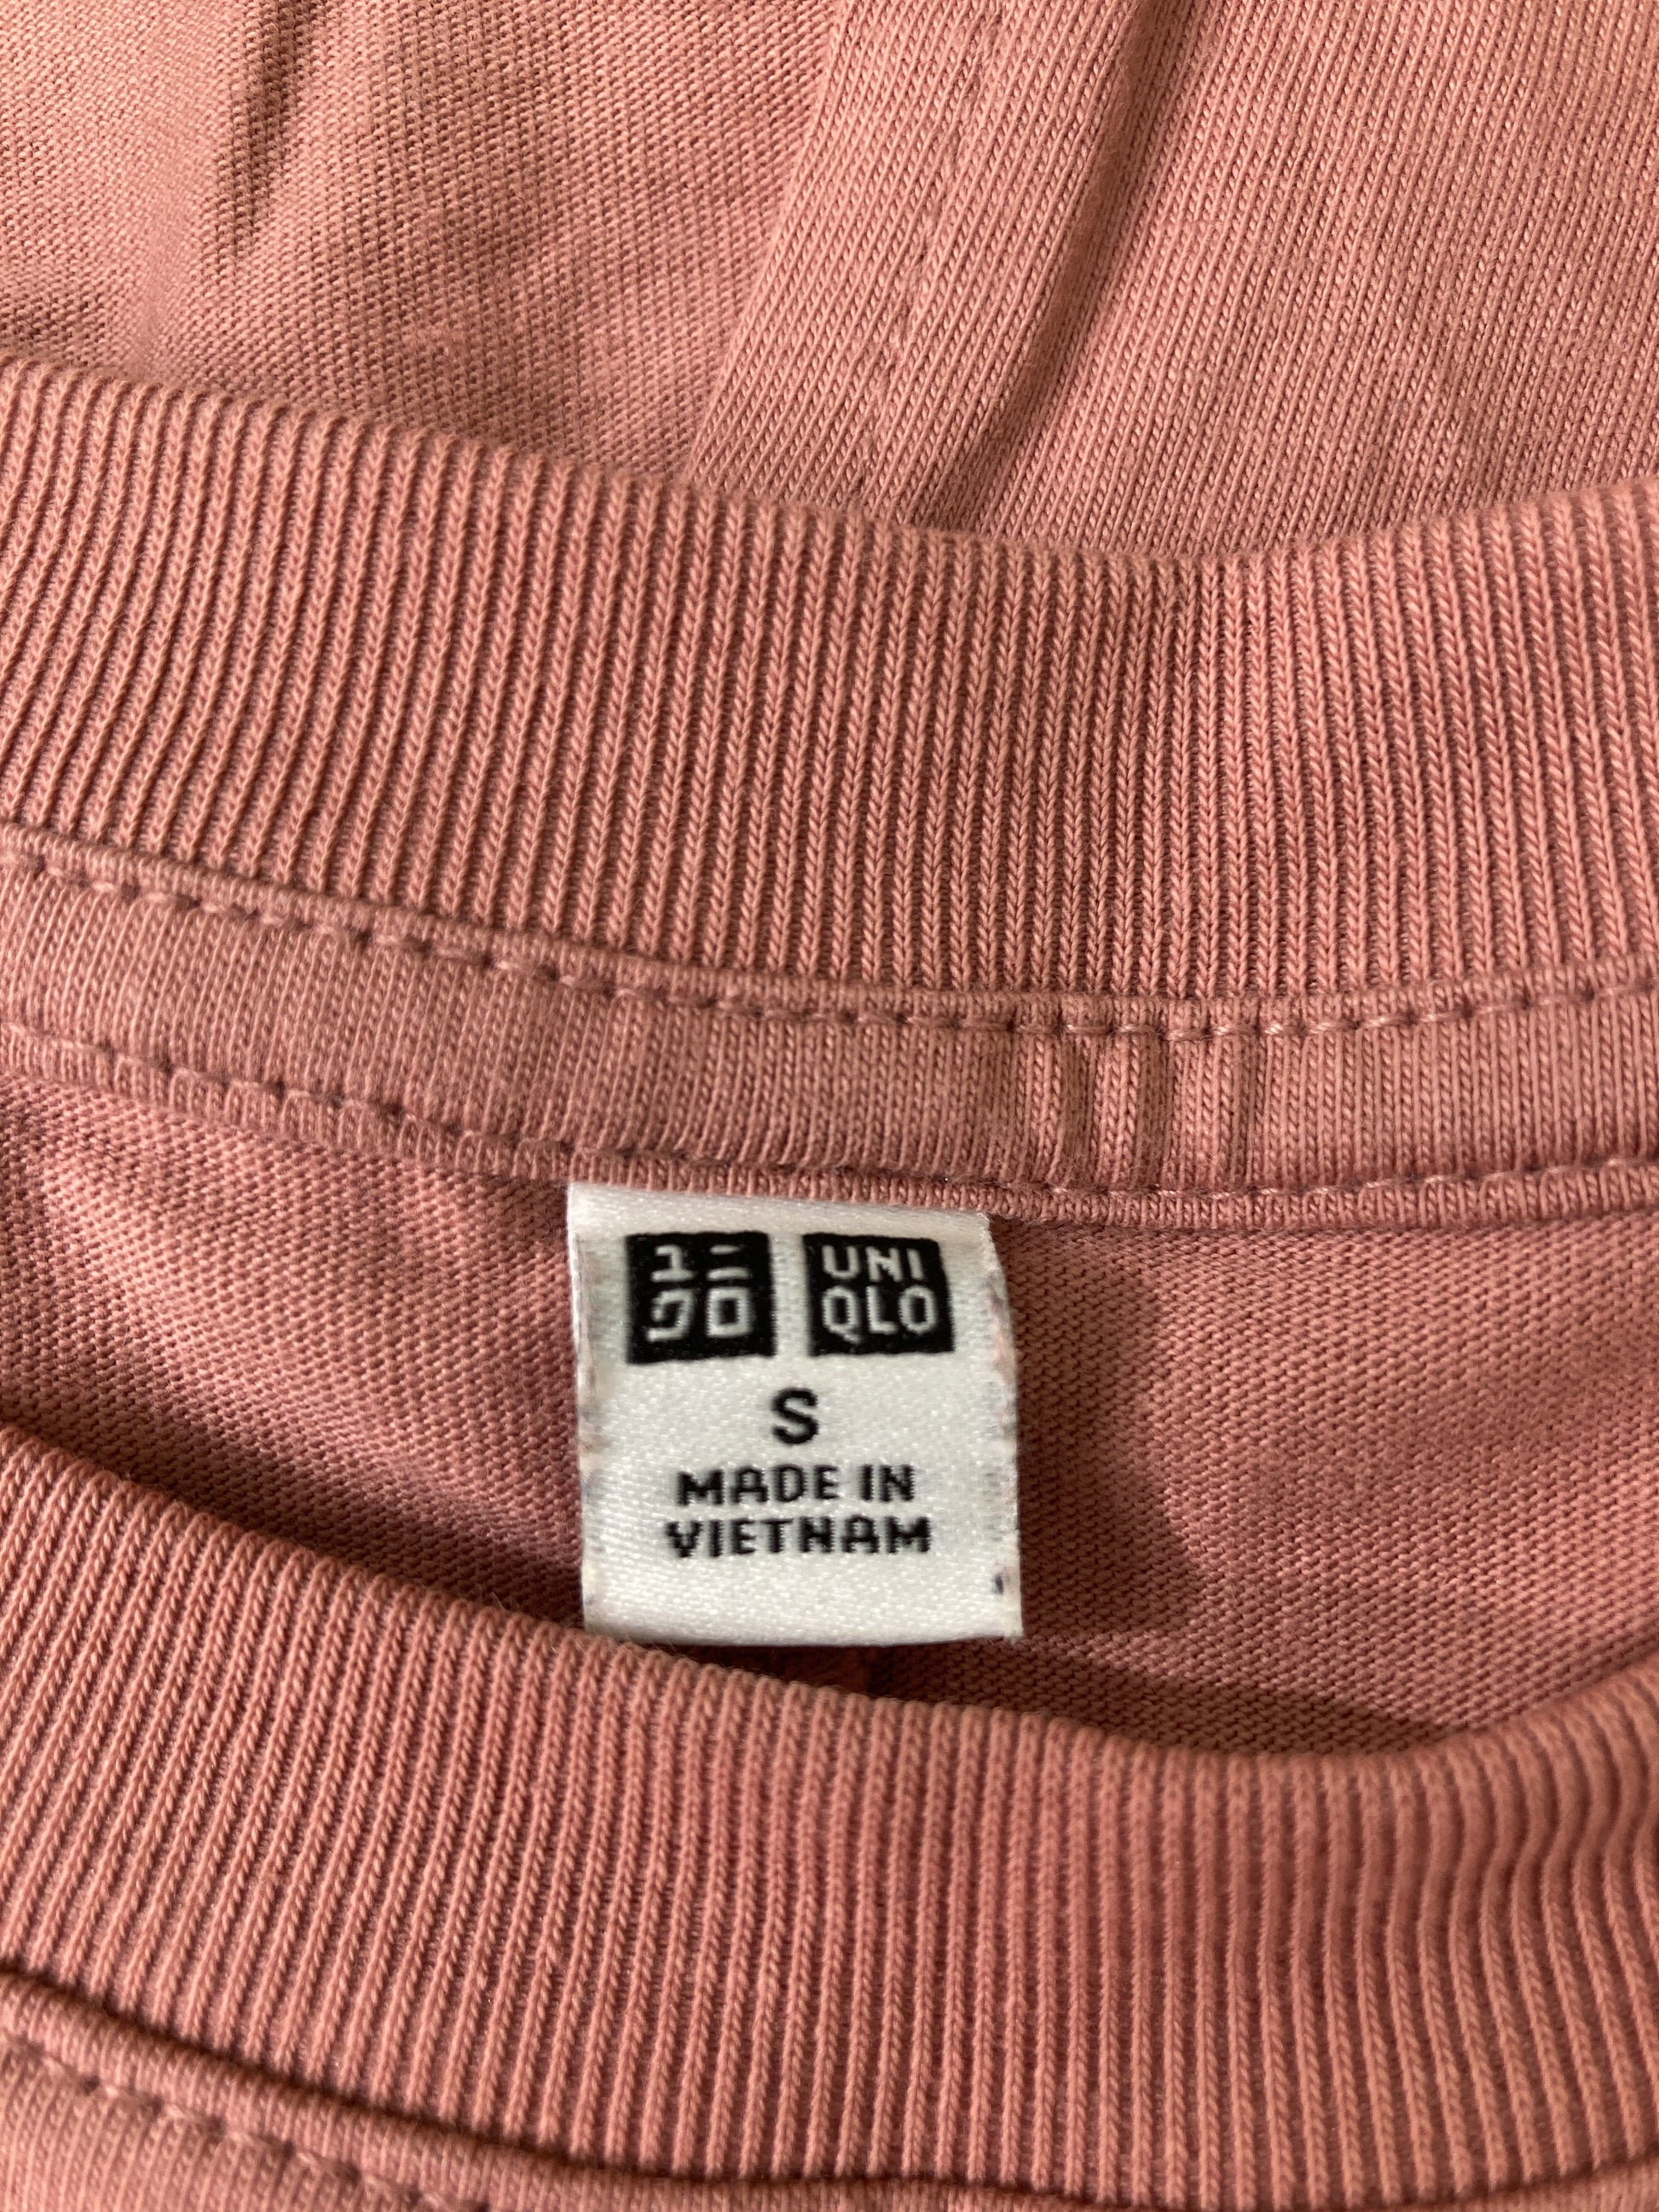 ユニ
クロ
UNI
QLO
S
MADE IN
VIETNAM